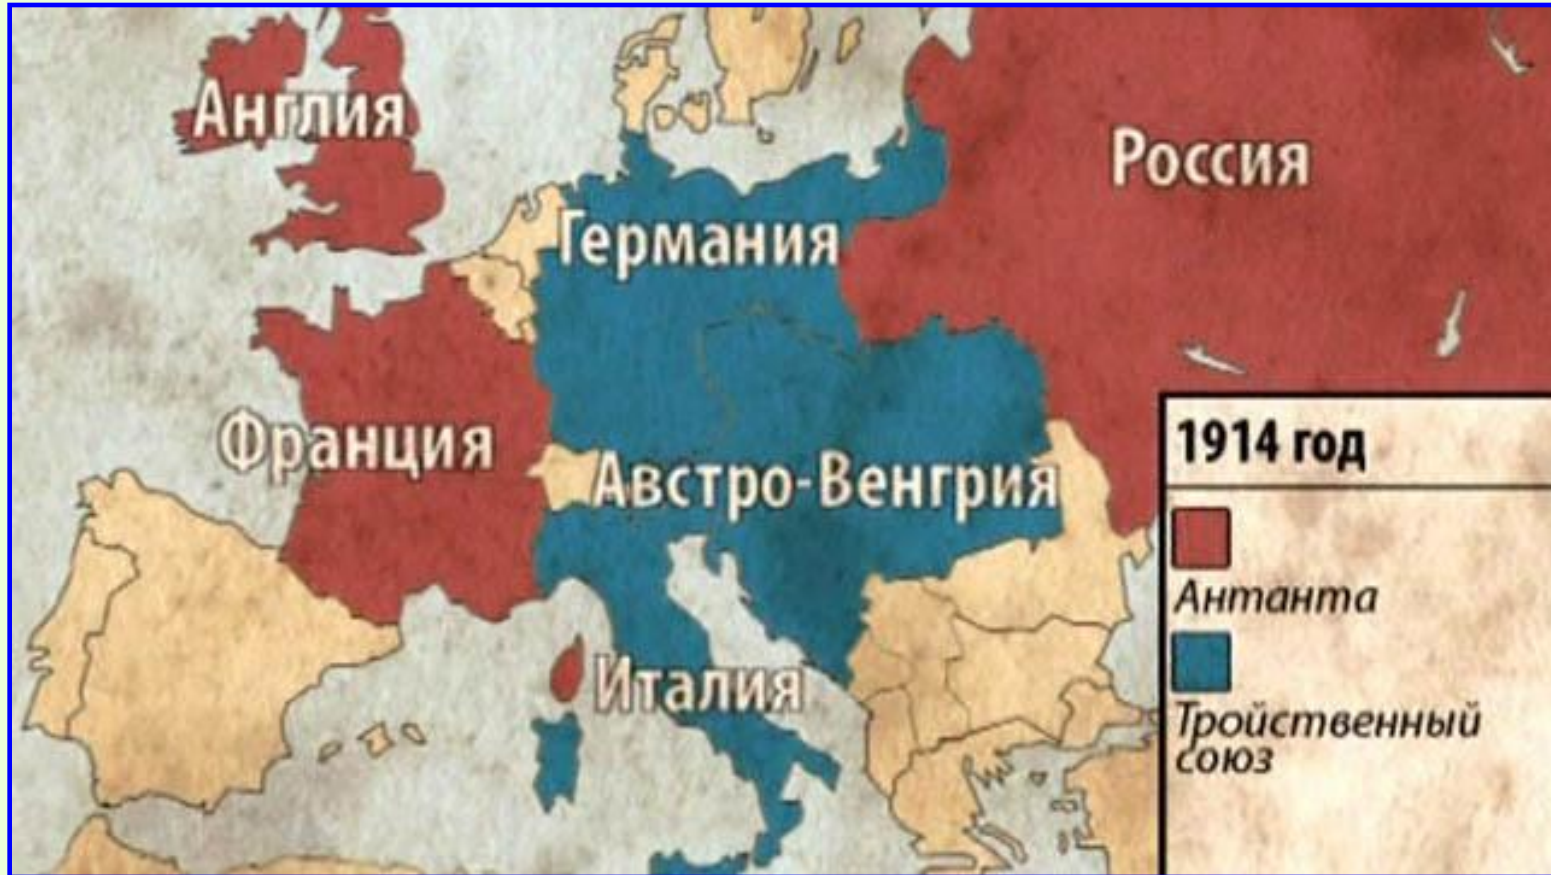 Англия
Россия
Германия
Франция
Австро-Венгрия
Италия
1914 год
Антанта
Тройственный
союз